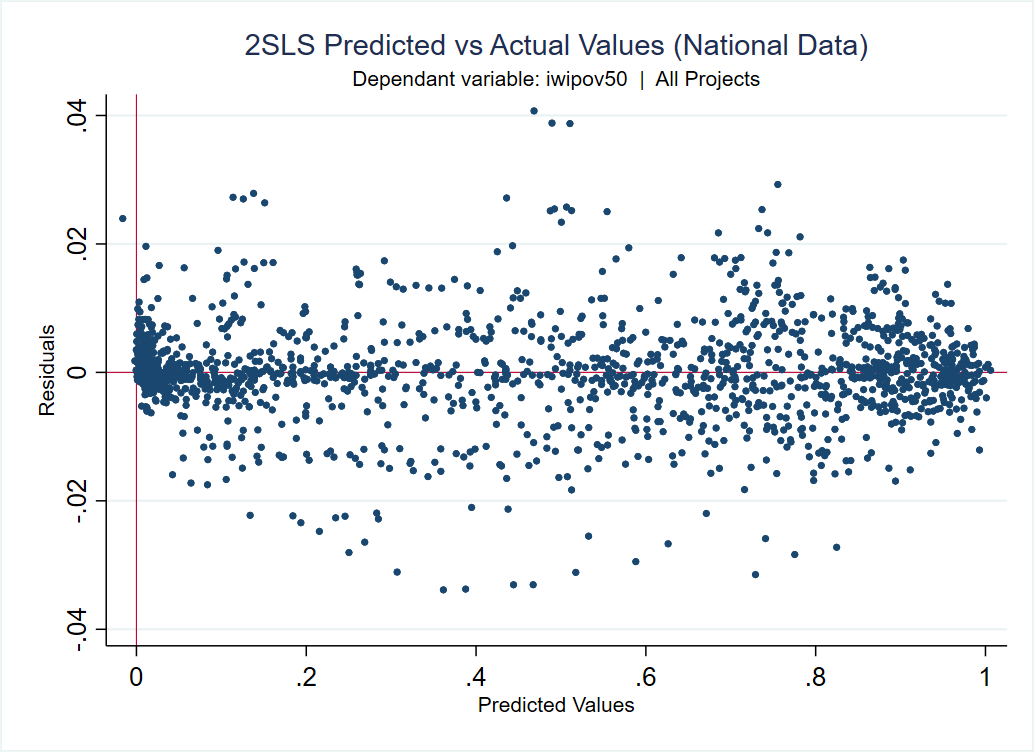 2SLS Predicted vs Actual Values (National Data)
Dependant variable: iwipov50 | All Projects
.04
.02
0
-.02
-.04
Residuals
0 .2 .4 .6 .8 1
Predicted Values